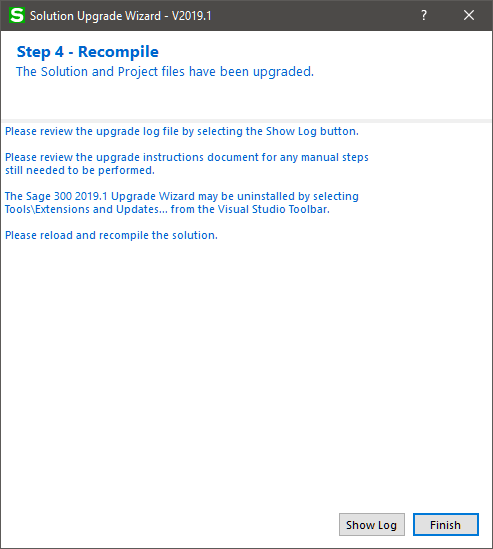 S Solution Upgrade Wizard - V2019.1 ? ×
Step 4 - Recompile
The Solution and Project files have been upgraded.
Please review the upgrade log file by selecting the Show Log button.
Please review the upgrade instructions document for any manual steps
still needed to be performed.
The Sage 300 2019.1 Upgrade Wizard may be uninstalled by selecting
Tools\Extensions and Updates... from the Visual Studio Toolbar.
Please reload and recompile the solution.
Show Log Finish